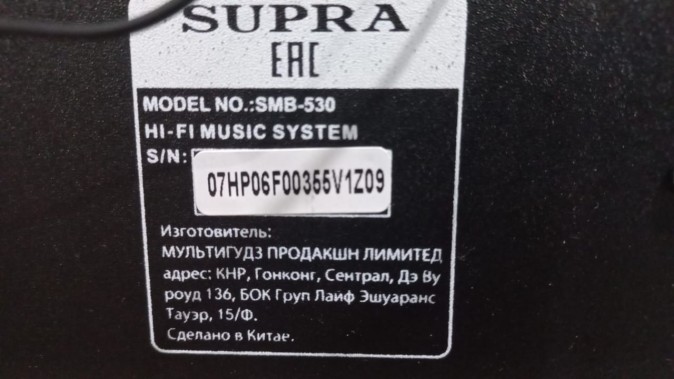 SUPRA
EAC
MODEL NO.:SMB-530
HI-FI MUSIC SYSTEM
S/N:
07HP06F00365V1Z09
Изготовитель:
МУЛЬТИГУДЗ ПРОДАКШН ЛИМИТЕД
адрес: КНР, Гонконг, Сентрал, Дэ Ву
роуд 136, БОК Груп Лайф Эшуаранс
Тауэр, 15/Ф.
Сделано в Китае.